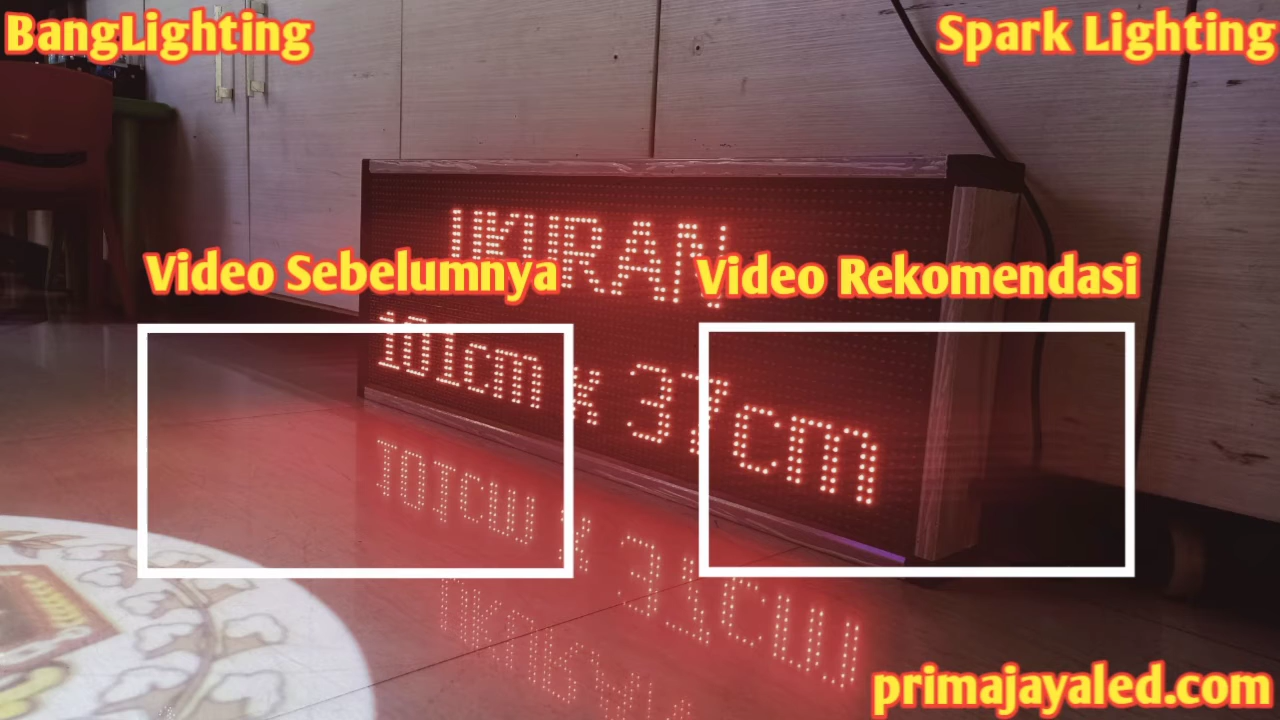 BangLighting
Spark Lighting
UKURAN
Video Sebelumnya
Video Rekomendasi
101cm x 37cm
primajayaled.com